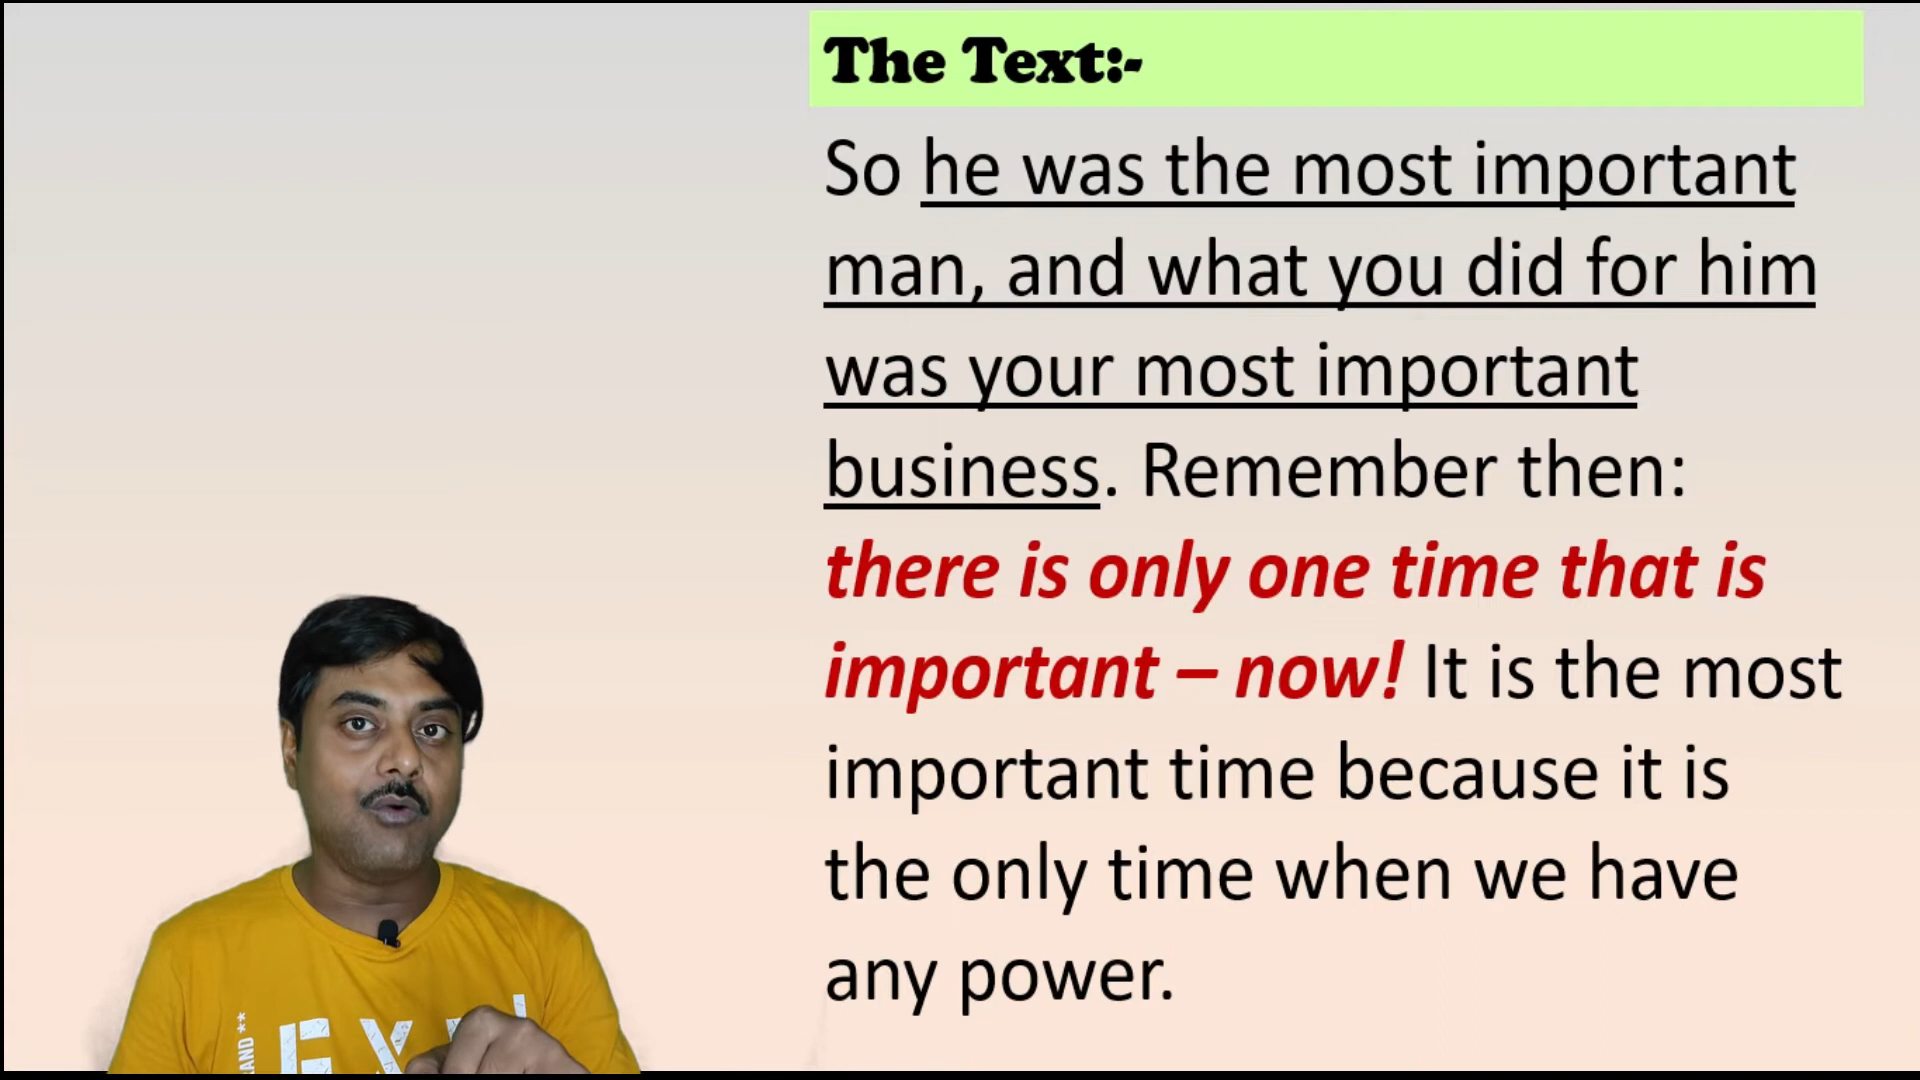 The Text:-
So he was the most important
man, and what you did for him
was your most important
business. Remember then:
there is only one time that is
important – now! It is the most
important time because it is
the only time when we have
any power.